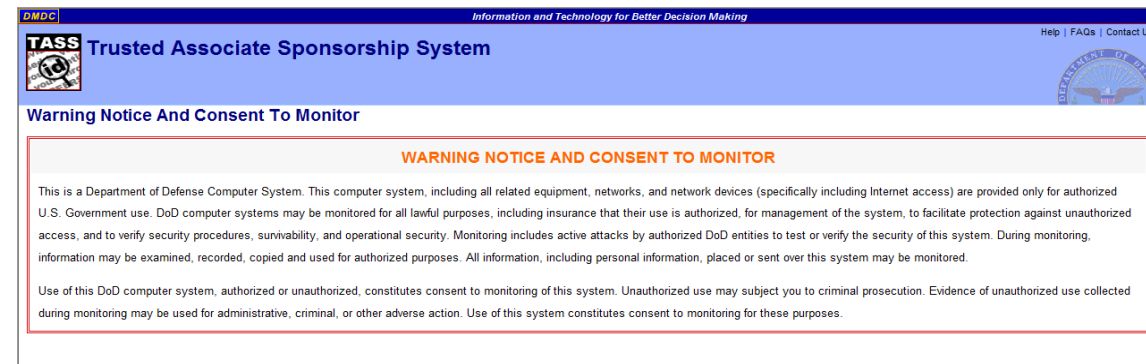 DMDC
Information and Technology for Better Decision Making
Help | FAQs | Contact U
TASS
id
Trusted Associate Sponsorship System
Warning Notice And Consent To Monitor
WARNING NOTICE AND CONSENT TO MONITOR
This is a Department of Defense Computer System. This computer system, including all related equipment, networks, and network devices (specifically including Internet access) are provided only for authorized
U.S. Government use. DoD computer systems may be monitored for all lawful purposes, including insurance that their use is authorized, for management of the system, to facilitate protection against unauthorized
access, and to verify security procedures, survivability, and operational security. Monitoring includes active attacks by authorized DoD entities to test or verify the security of this system. During monitoring,
information may be examined, recorded, copied and used for authorized purposes. All information, including personal information, placed or sent over this system may be monitored.
Use of this DoD computer system, authorized or unauthorized, constitutes consent to monitoring of this system. Unauthorized use may subject you to criminal prosecution. Evidence of unauthorized use collected
during monitoring may be used for administrative, criminal, or other adverse action. Use of this system constitutes consent to monitoring for these purposes.